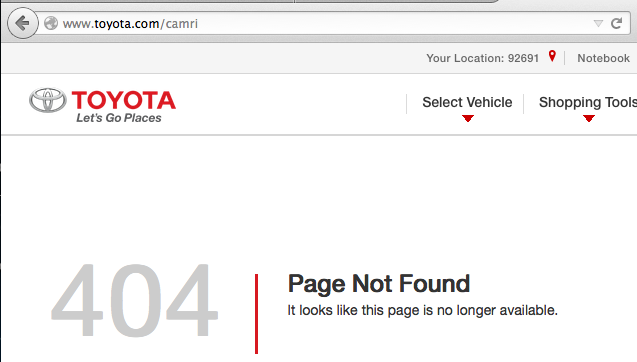 www.toyota.com/camri
Your Location: 92691 Notebook
TOYOTA
Let's Go Places
Select Vehicle Shopping Tools
404
Page Not Found
It looks like this page is no longer available.